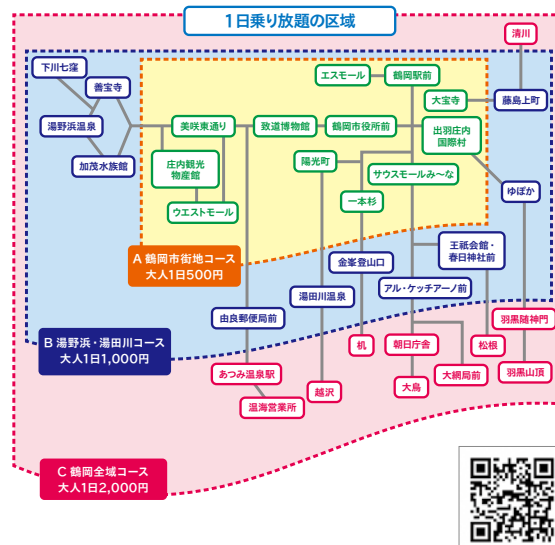 1日乗り放題の区域
清川
下川七窪
善宝寺
エスモール
鶴岡駅前
大宝寺
藤島上町
湯野浜温泉
美咲東通り
致道博物館
鶴岡市役所前
出羽庄内
国際村
加茂水族館
庄内観光
物産館
陽光町
サウスモールみ~な
ゆぽか
ウエストモール
一本杉
A 鶴岡市街地コース
大人1日500円
金峯登山口
王祇会館・
春日神社前
由良郵便局前
湯田川温泉
アル・ケッチアーノ前
B 湯野浜・湯田川コース
大人1日1,000円
机
朝日庁舎
松根
羽黒随神門
あつみ温泉駅
越沢
大鳥
大網局前
羽黒山頂
温海営業所
C 鶴岡全域コース
大人1日2,000円